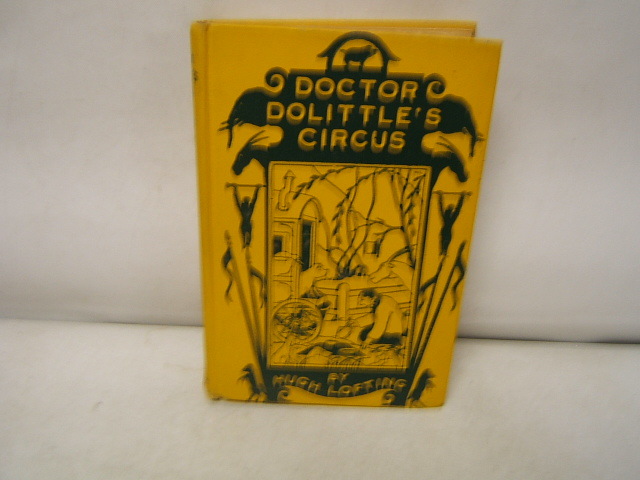 DOCTOR
DOLITTLE'S
CIRCUS
BY
HUGH LOFTING